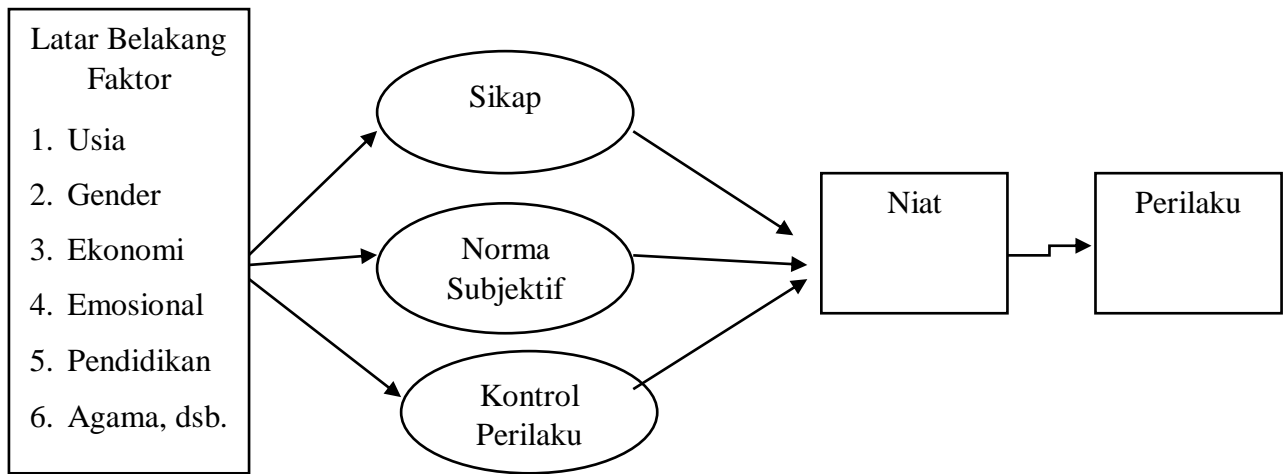 Latar Belakang
Faktor
1. Usia
2. Gender
3. Ekonomi
4. Emosional
5. Pendidikan
6. Agama, dsb.
Sikap
Norma
Subjektif
Kontrol
Perilaku
Niat
Perilaku